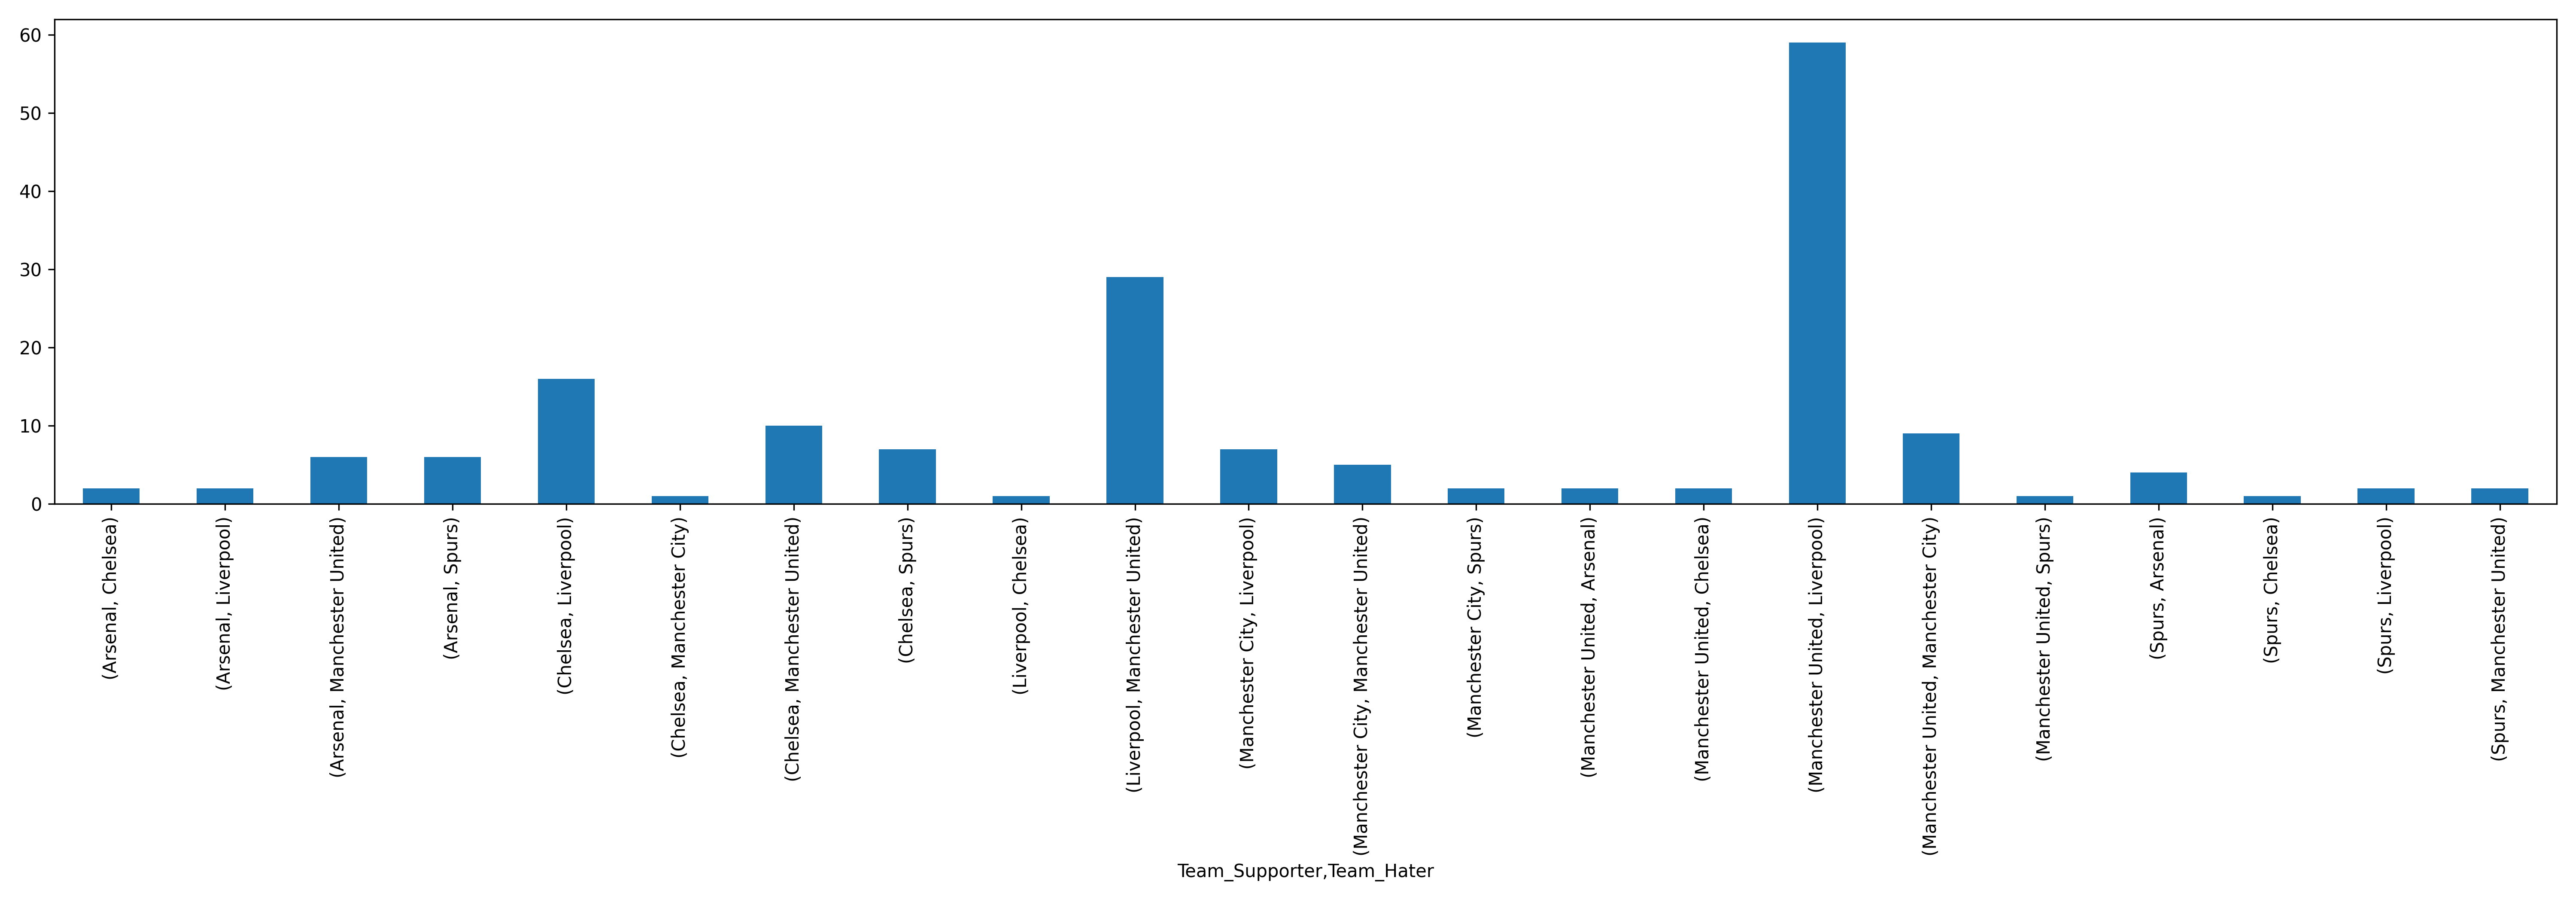 60
50
40
30
20
10
0
(Arsenal, Chelsea)
(Arsenal, Liverpool)
(Arsenal, Manchester United)
(Arsenal, Spurs)
(Chelsea, Liverpool)
(Chelsea, Manchester City)
(Chelsea, Manchester United)
(Chelsea, Spurs)
(Liverpool, Chelsea)
(Liverpool, Manchester United)
(Manchester City, Liverpool)
(Manchester City, Manchester United)
(Manchester City, Spurs)
(Manchester United, Arsenal)
(Manchester United, Chelsea)
(Manchester United, Liverpool)
(Manchester United, Manchester City)
(Manchester United, Spurs)
(Spurs, Arsenal)
(Spurs, Chelsea)
(Spurs, Liverpool)
(Spurs, Manchester United)
Team_Supporter,Team_Hater